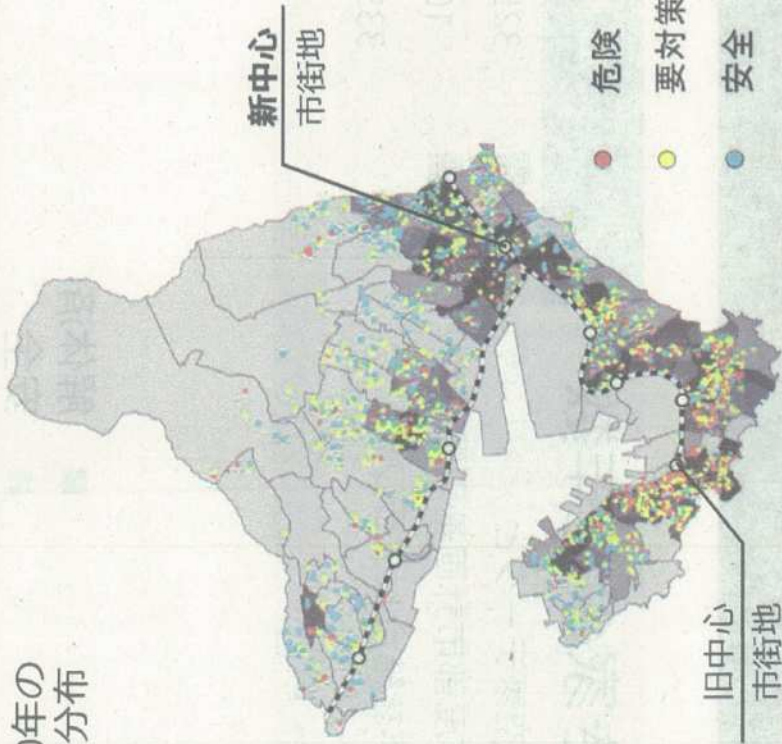 年の
分布
新中心
市街地
危険
要対策
安全
旧中心
市街地